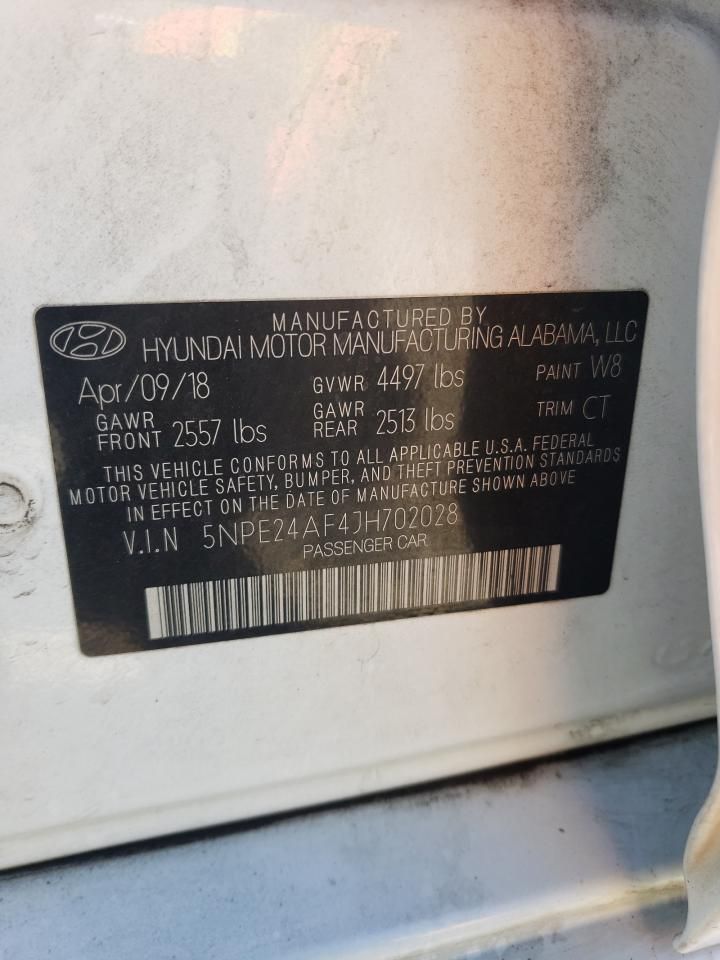 MANUFACTURED BY
HYUNDAI MOTOR MANUFACTURING ALABAMA, LLC
Apr/09/18 GVWR 4497 lbs PAINT W8
GAWR FRONT 2557 lbs GAWR REAR 2513 lbs TRIM CT
THIS VEHICLE CONFORMS TO ALL APPLICABLE U.S.A. FEDERAL
MOTOR VEHICLE SAFETY, BUMPER, AND THEFT PREVENTION STANDARDS
IN EFFECT ON THE DATE OF MANUFACTURE SHOWN ABOVE
V.I.N 5NPE24AF4JH702028
PASSENGER CAR